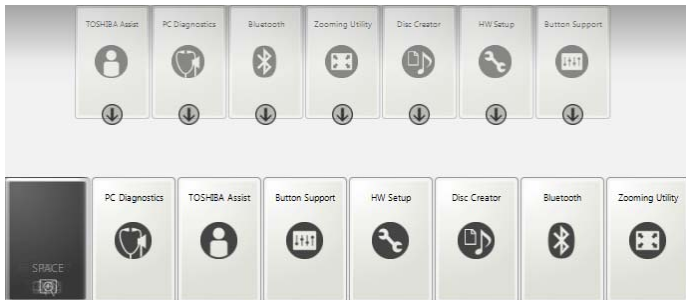 TOSHIBA Assist PC Diagnostics Bluetooth Zooming Utility Disc Creator HW Setup Button Support
PC Diagnostics TOSHIBA Assist Button Support HW Setup Disc Creator Bluetooth Zooming Utility
SPACE